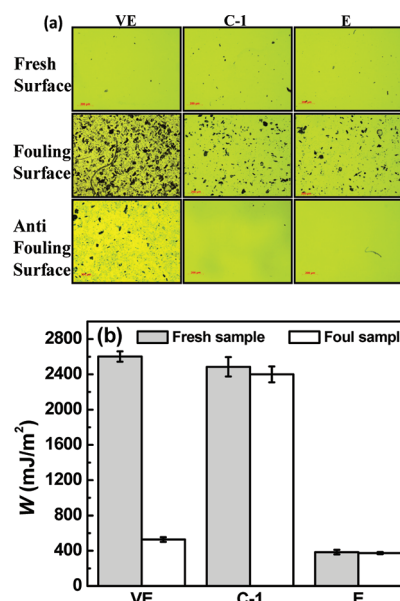 (a)
VE C-1 E
Fresh
Surface
Fouling
Surface
Anti
Fouling
Surface
(b)
Fresh sample Foul sampl
W (mJ/m²)
2800
2400
2000
1600
1200
800
400
0
VE C-1 E